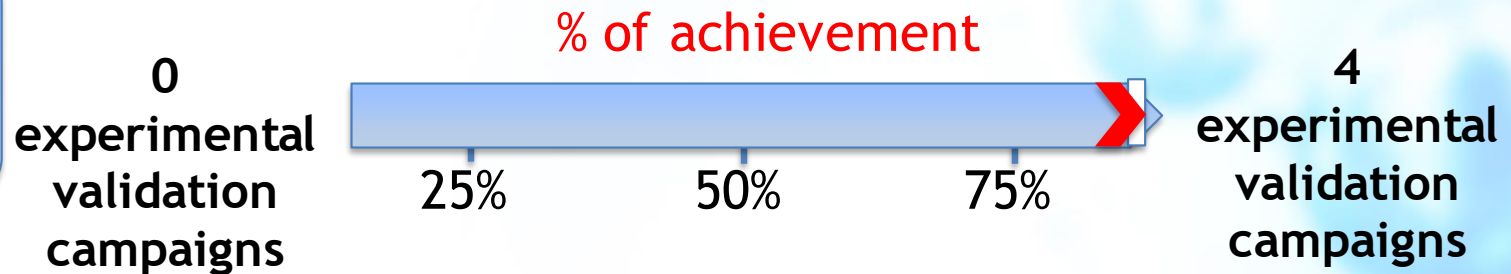 % of achievement
0
experimental
validation
campaigns
25%
50%
75%
4
experimental
validation
campaigns